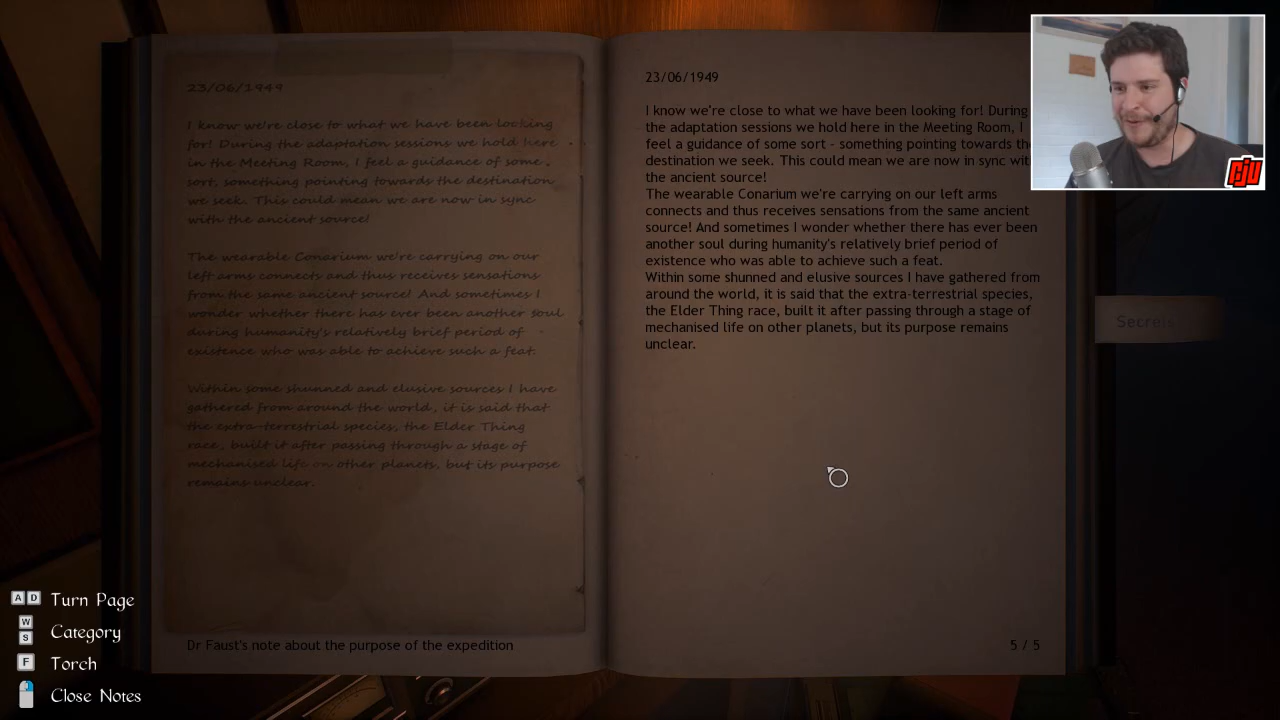 23/06/1949
I know we're close to what we have been looking
for! During the adaptation sessions we hold here
in the Meeting Room, I feel a guidance of some
sort, something pointing towards the destination
we seek. This could mean we are now in sync
with the ancient source!
The wearable Conarium we're carrying on our
left arms connects and thus receives sensations
from the same ancient source! And sometimes I
wonder whether there has ever been another soul
during humanity's relatively brief period of
existence who was able to achieve such a feat.
Within some shunned and elusive sources I have
gathered from around the world, it is said that
the extra-terrestrial species, the Elder Thing
race, built it after passing through a stage of
mechanised life on other planets, but its purpose
remains unclear.
Dr Faust's note about the purpose of the expedition
23/06/1949
I know we're close to what we have been looking for! During
the adaptation sessions we hold here in the Meeting Room, I
feel a guidance of some sort - something pointing towards the
destination we seek. This could mean we are now in sync with
the ancient source!
The wearable Conarium we're carrying on our left arms
connects and thus receives sensations from the same ancient
source! And sometimes I wonder whether there has ever been
another soul during humanity's relatively brief period of
existence who was able to achieve such a feat.
Within some shunned and elusive sources I have gathered from
around the world, it is said that the extra-terrestrial species,
the Elder Thing race, built it after passing through a stage of
mechanised life on other planets, but its purpose remains
unclear.
5 / 5
Secrets
A D Turn Page
W
S Category
F Torch
Close Notes